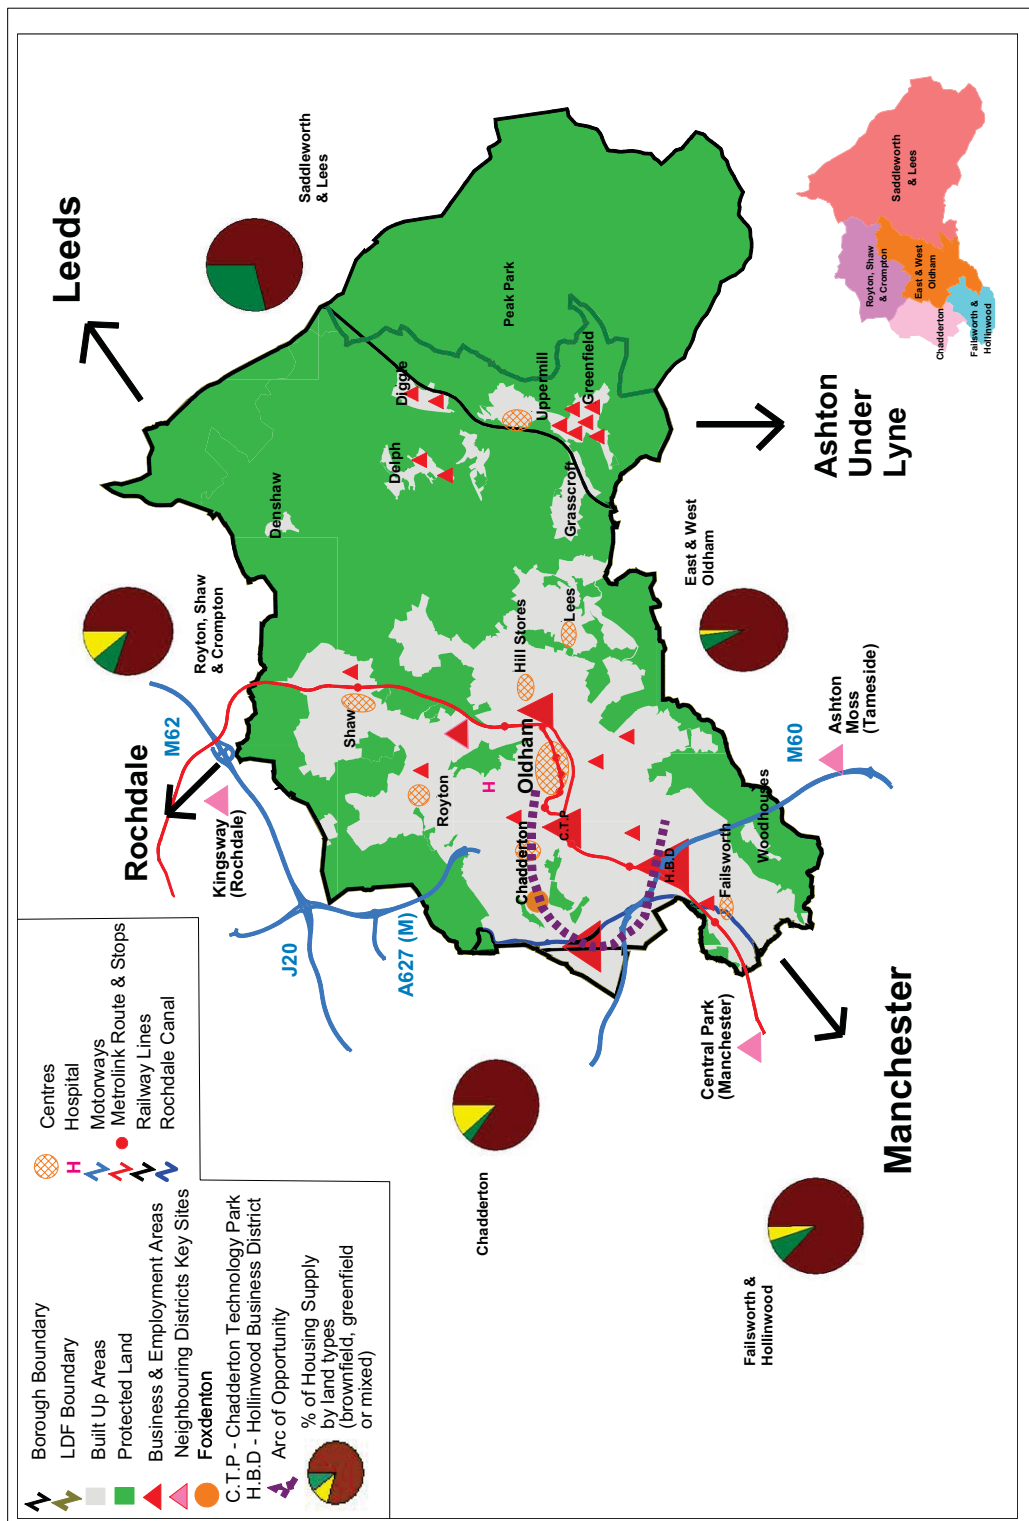 Leeds
Saddleworth
& Lees
Royton, Shaw
& Crompton
Rochdale
M62
Kingsway
(Rochdale)
J20
A627 (M)
Denshaw
Delph
Diggle
Peak Park
Uppermill
Greenfield
Grasscroft
Shaw
Royton
H
Hill Stores
Lees
Oldham
Chadderton
C.T.P
H.B.D
Failsworth
Woodhouses
M60
Ashton
Moss
(Tameside)
East & West
Oldham
Ashton
Under
Lyne
Central Park
(Manchester)
Manchester
Chadderton
Failsworth &
Hollinwood
Saddleworth
& Lees
Royton, Shaw
& Crompton
East & West
Oldham
Chadderton
Failsworth &
Hollinwood
Borough Boundary
LDF Boundary
Built Up Areas
Protected Land
Business & Employment Areas
Neighbouring Districts Key Sites
Foxdenton
C.T.P - Chadderton Technology Park
H.B.D - Hollinwood Business District
Arc of Opportunity
% of Housing Supply
by land types
(brownfield, greenfield
or mixed)
Centres
H Hospital
Motorways
Metrolink Route & Stops
Railway Lines
Rochdale Canal